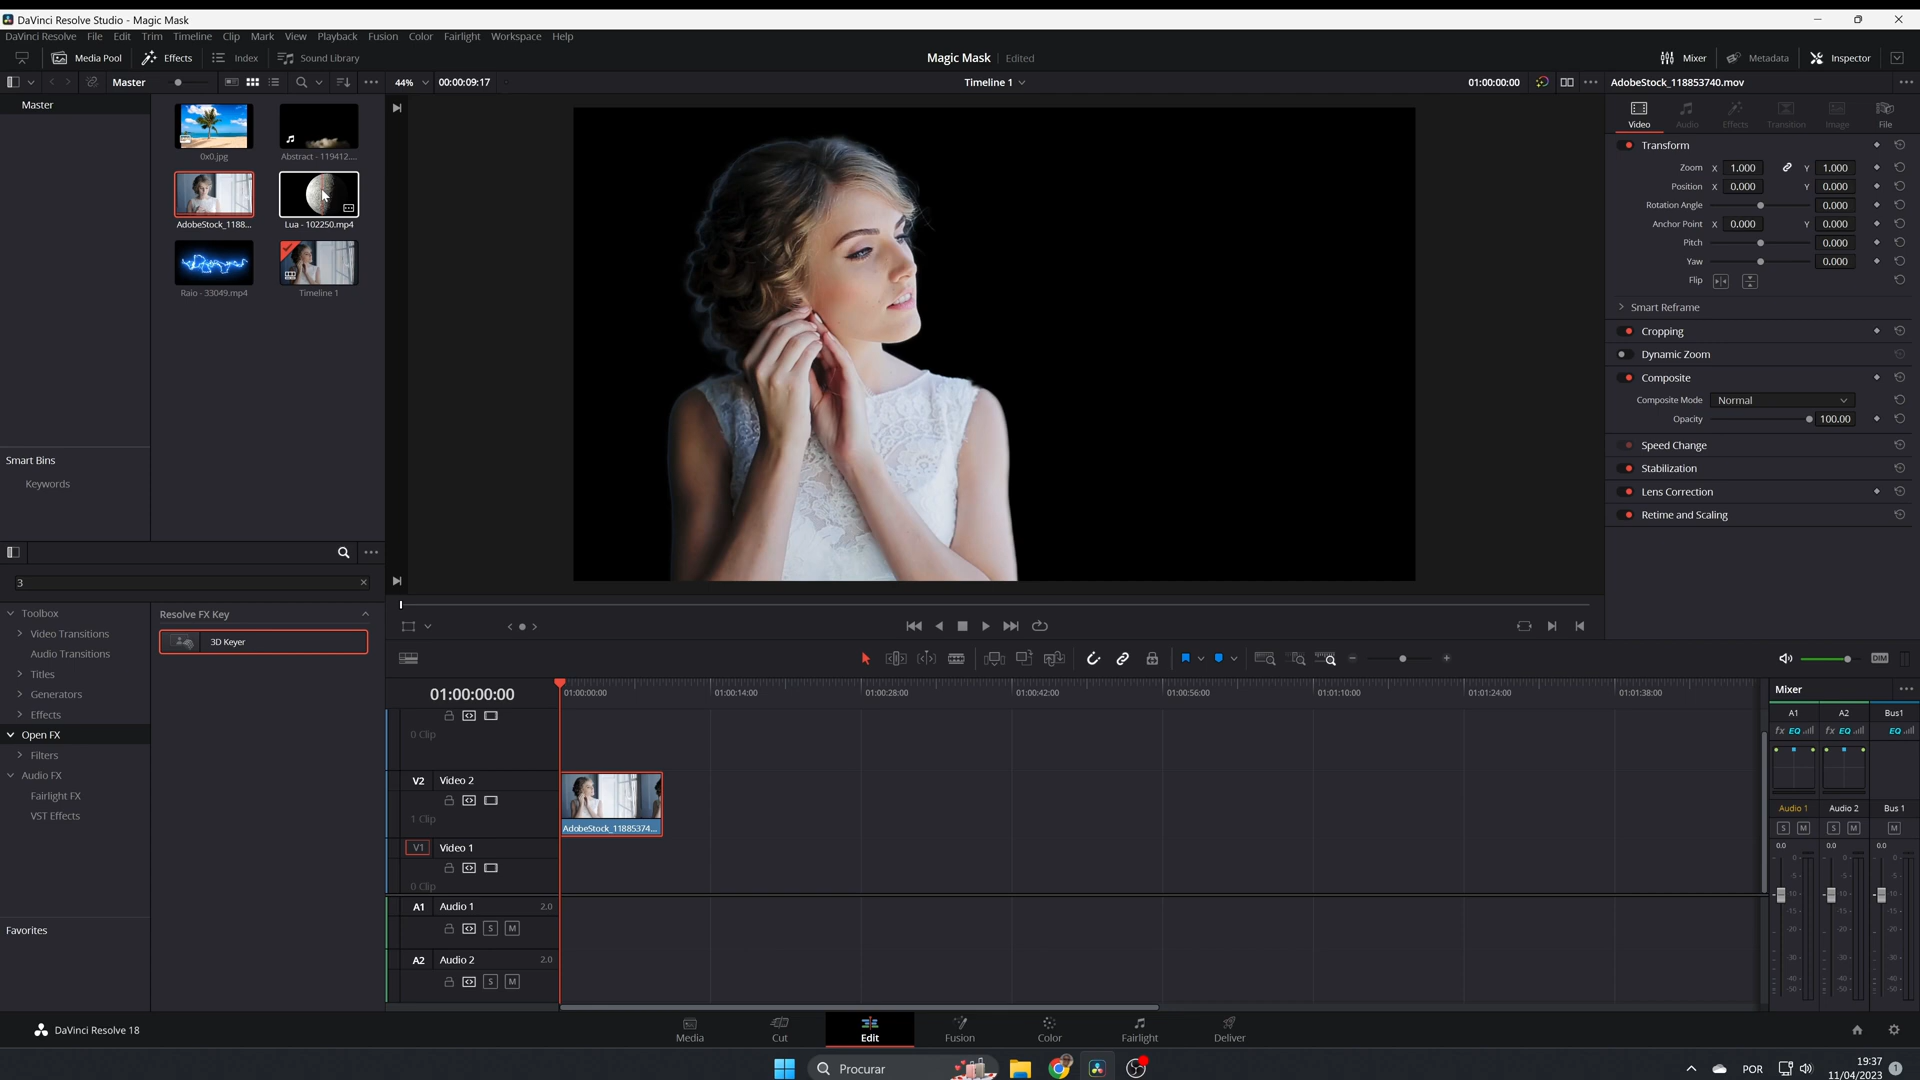 DaVinci Resolve Studio - Magic Mask
DaVinci Resolve File Edit Trim Timeline Clip Mark View Playback Fusion Color Fairlight Workspace Help
Media Pool Effects Index Sound Library Magic Mask Edited Mixer Metadata Inspector
Master 44% 00:00:09:17 Timeline 1 01:00:00:00 AdobeStock_118853740.mov
Master
Video Audio Effects Transition Image File
0x0.jpg Abstract - 119412....
AdobeStock_1188... Lua - 102250.mp4
Raio - 33049.mp4 Timeline 1
Transform
Zoom X 1.000 Y 1.000
Position X 0.000 Y 0.000
Rotation Angle 0.000
Anchor Point X 0.000 Y 0.000
Pitch 0.000
Yaw 0.000
Flip
Smart Reframe
Cropping
Dynamic Zoom
Composite
Composite Mode Normal
Opacity 100.00
Speed Change
Stabilization
Lens Correction
Retime and Scaling
Smart Bins
Keywords
3
Toolbox
Video Transitions
Audio Transitions
Titles
Generators
Effects
Open FX
Filters
Audio FX
Fairlight FX
VST Effects
Favorites
Resolve FX Key
3D Keyer
DIM
01:00:00:00 01:00:00:00 01:00:14:00 01:00:28:00 01:00:42:00 01:00:56:00 01:01:10:00 01:01:24:00 01:01:38:00
0 Clip
V2 Video 2
1 Clip
AdobeStock_11885374...
V1 Video 1
0 Clip
A1 Audio 1 2.0
S M
A2 Audio 2 2.0
S M
Mixer
A1 A2 Bus1
fx EQ fx EQ EQ
Audio 1 Audio 2 Bus 1
S M S M M
0.0 0.0 0.0
DaVinci Resolve 18
Media Cut Edit Fusion Color Fairlight Deliver
Procurar
POR
19:37
11/04/2023
1